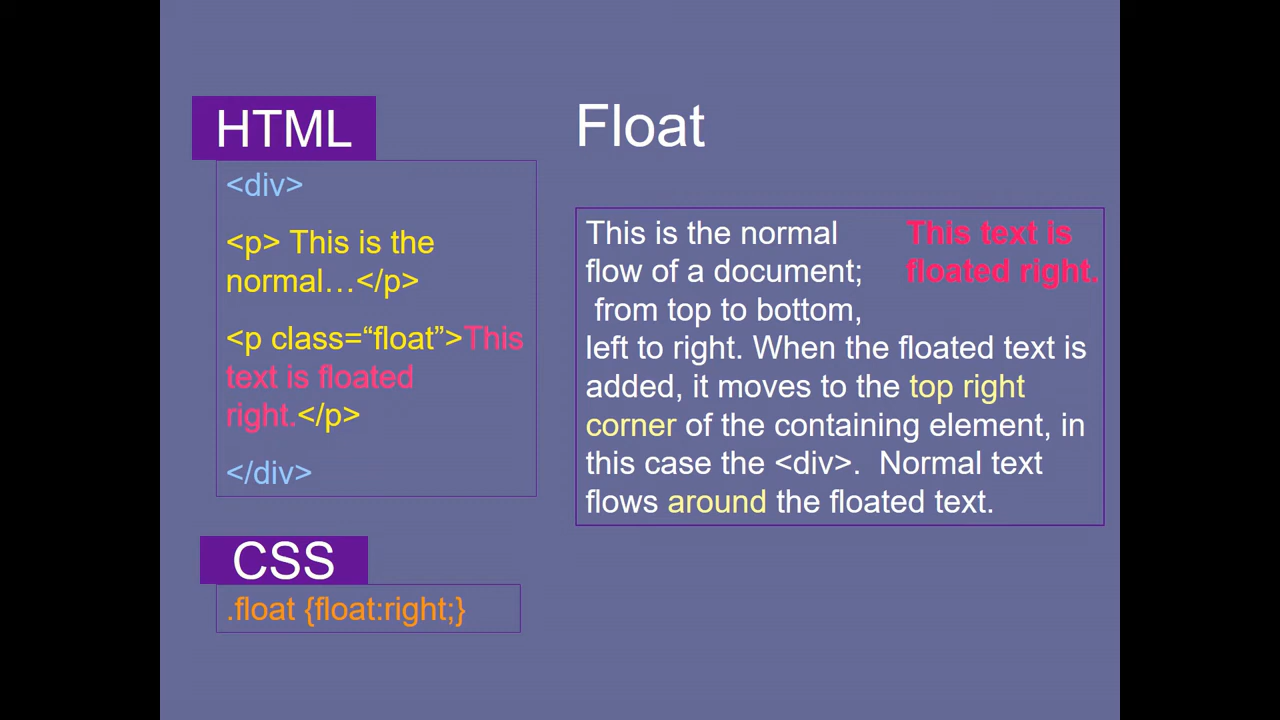 HTML
<div>
<p> This is the
normal…</p>
<p class=“float”>This
text is floated
right.</p>
</div>
CSS
.float {float:right;}
Float
This is the normal
flow of a document;
from top to bottom,
left to right. When the floated text is
added, it moves to the top right
corner of the containing element, in
this case the <div>.  Normal text
flows around the floated text.
This text is
floated right.